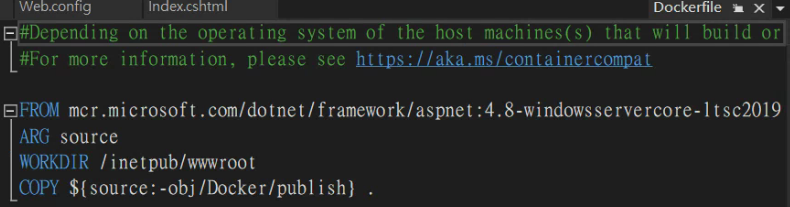 Web.config Index.cshtml Dockerfile
#Depending on the operating system of the host machines(s) that will build or
#For more information, please see https://aka.ms/containercompat
FROM mcr.microsoft.com/dotnet/framework/aspnet:4.8-windowsservercore-ltsc2019
ARG source
WORKDIR /inetpub/wwwroot
COPY ${source:-obj/Docker/publish} .